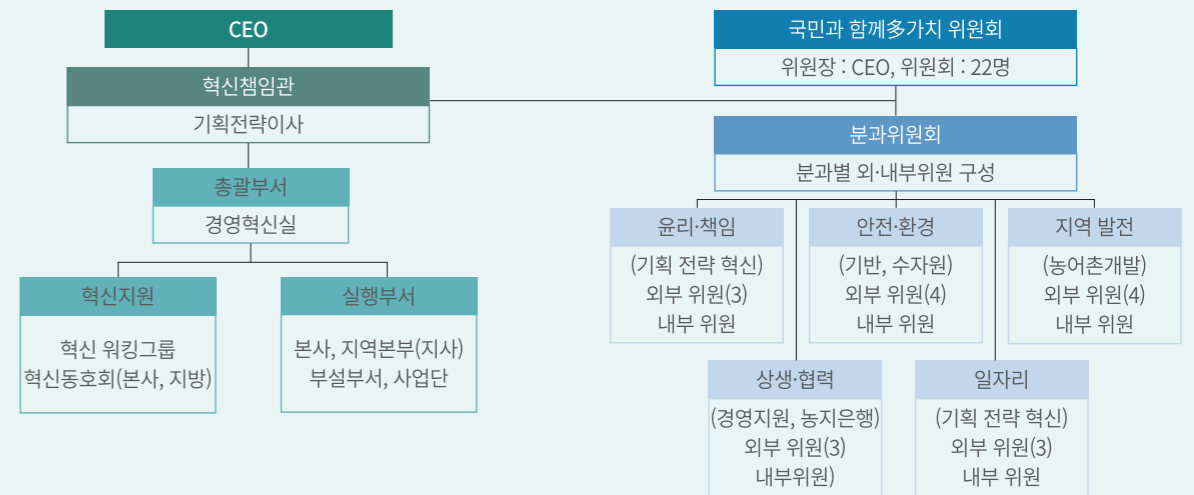 CEO
혁신책임관
기획전략이사
총괄부서
경영혁신실
혁신지원
혁신 워킹그룹
혁신동호회(본사, 지방)
실행부서
본사, 지역본부(지사)
부설부서, 사업단
국민과 함께多가치 위원회
위원장 : CEO, 위원회 : 22명
분과위원회
분과별 외·내부위원 구성
윤리·책임
(기획 전략 혁신)
외부 위원(3)
내부 위원
안전·환경
(기반, 수자원)
외부 위원(4)
내부 위원
지역 발전
(농어촌개발)
외부 위원(4)
내부 위원
상생·협력
(경영지원, 농지은행)
외부 위원(3)
내부위원)
일자리
(기획 전략 혁신)
외부 위원(3)
내부 위원